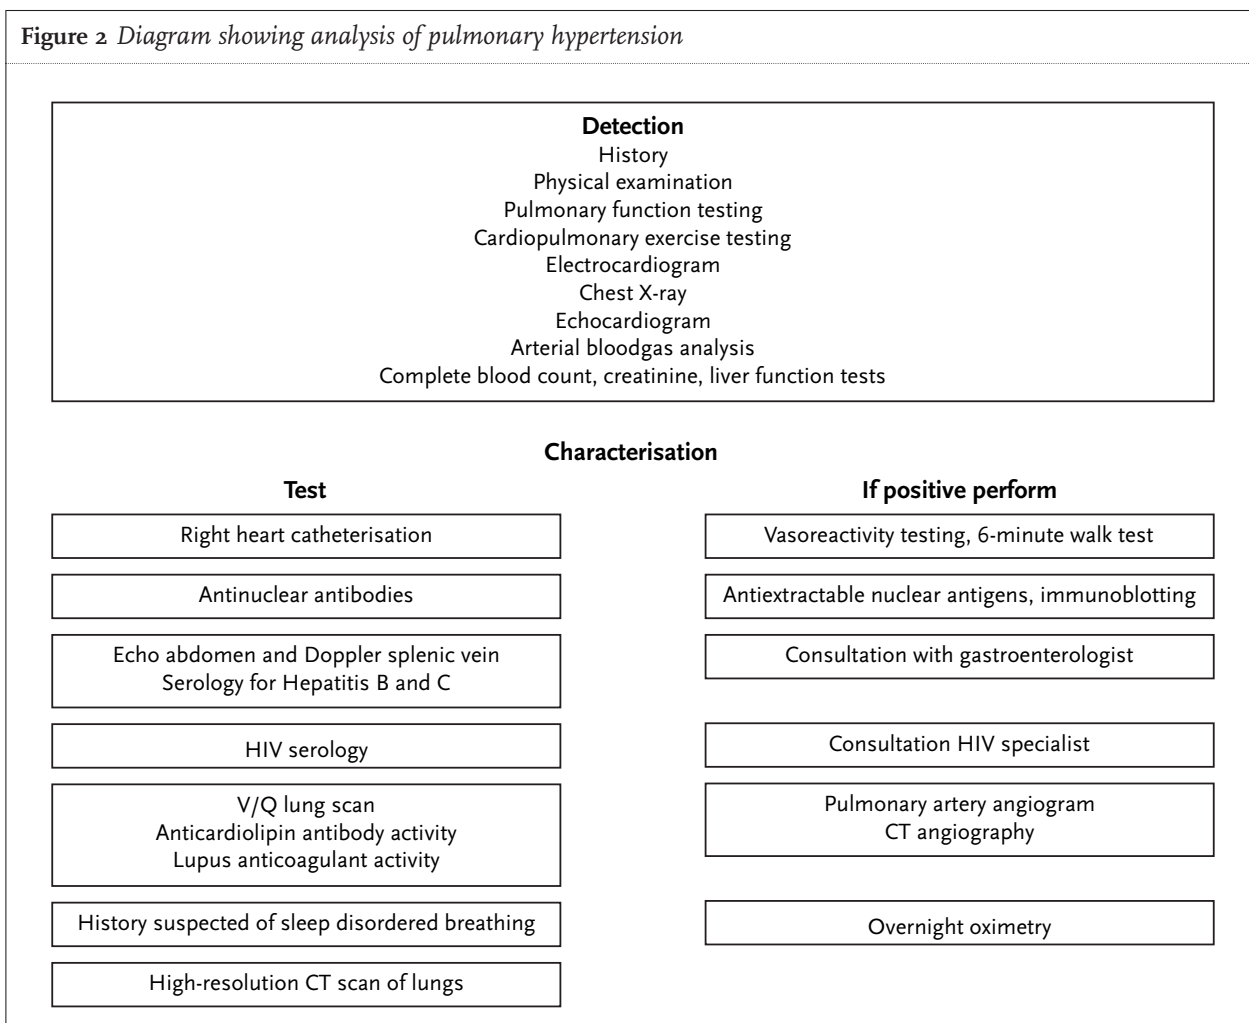 Figure 2 Diagram showing analysis of pulmonary hypertension
Detection
History
Physical examination
Pulmonary function testing
Cardiopulmonary exercise testing
Electrocardiogram
Chest X-ray
Echocardiogram
Arterial bloodgas analysis
Complete blood count, creatinine, liver function tests
Characterisation
Test
If positive perform
Right heart catheterisation
Vasoreactivity testing, 6-minute walk test
Antinuclear antibodies
Antiextractable nuclear antigens, immunoblotting
Echo abdomen and Doppler splenic vein
Serology for Hepatitis B and C
Consultation with gastroenterologist
HIV serology
Consultation HIV specialist
V/Q lung scan
Anticardiolipin antibody activity
Lupus anticoagulant activity
Pulmonary artery angiogram
CT angiography
History suspected of sleep disordered breathing
Overnight oximetry
High-resolution CT scan of lungs